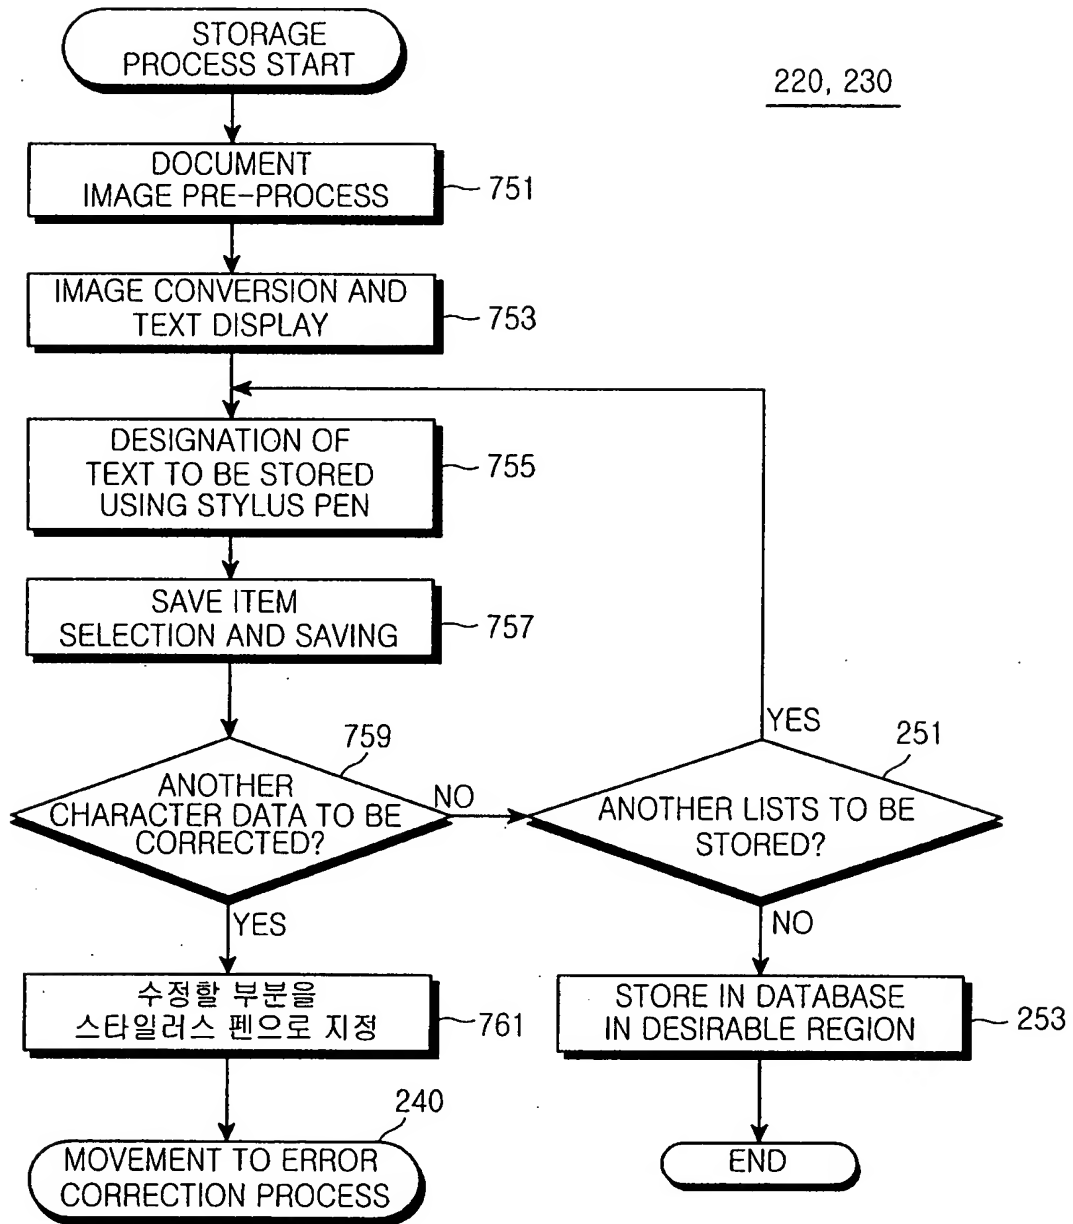 STORAGE
PROCESS START
220, 230
DOCUMENT
IMAGE PRE-PROCESS
751
IMAGE CONVERSION AND
TEXT DISPLAY
753
DESIGNATION OF
TEXT TO BE STORED
USING STYLUS PEN
755
SAVE ITEM
SELECTION AND SAVING
757
759
ANOTHER
CHARACTER DATA TO BE
CORRECTED?
NO
YES
251
ANOTHER LISTS TO BE
STORED?
YES
NO
수정할 부분을
스타일러스 펜으로 지정
761
STORE IN DATABASE
IN DESIRABLE REGION
253
240
MOVEMENT TO ERROR
CORRECTION PROCESS
END